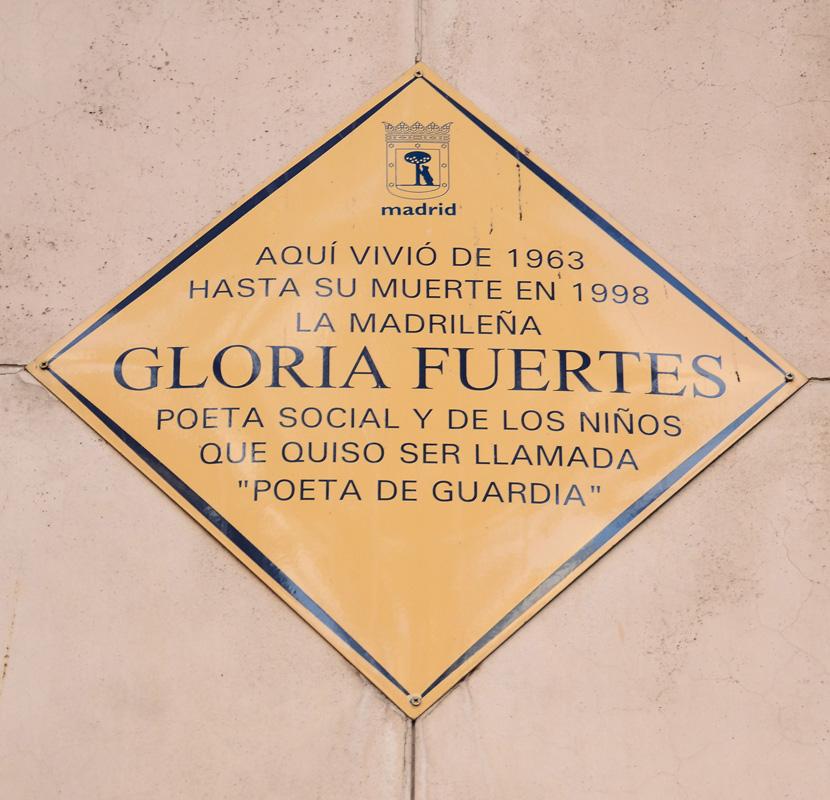 madrid
AQUÍ VIVIÓ DE 1963
HASTA SU MUERTE EN 1998
LA MADRILEÑA
GLORIA FUERTES
POETA SOCIAL Y DE LOS NIÑOS
QUE QUISO SER LLAMADA
"POETA DE GUARDIA"